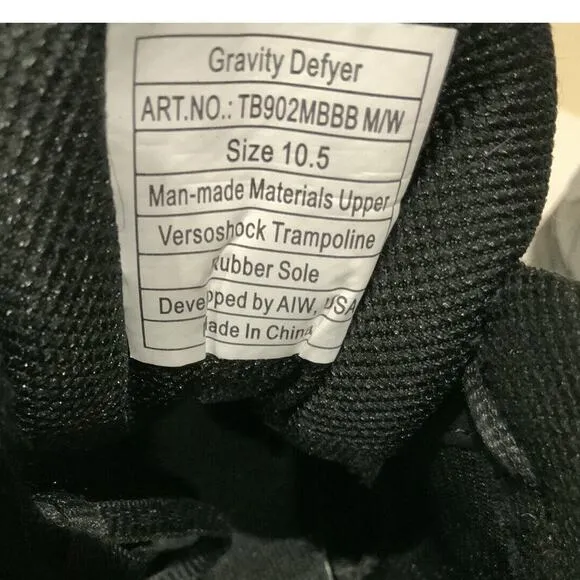 Gravity Defyer
ART.NO.: TB902MBBB M/W
Size 10.5
Man-made Materials Upper
Versoshock Trampoline
Rubber Sole
Developed by AIW, USA
Made In China